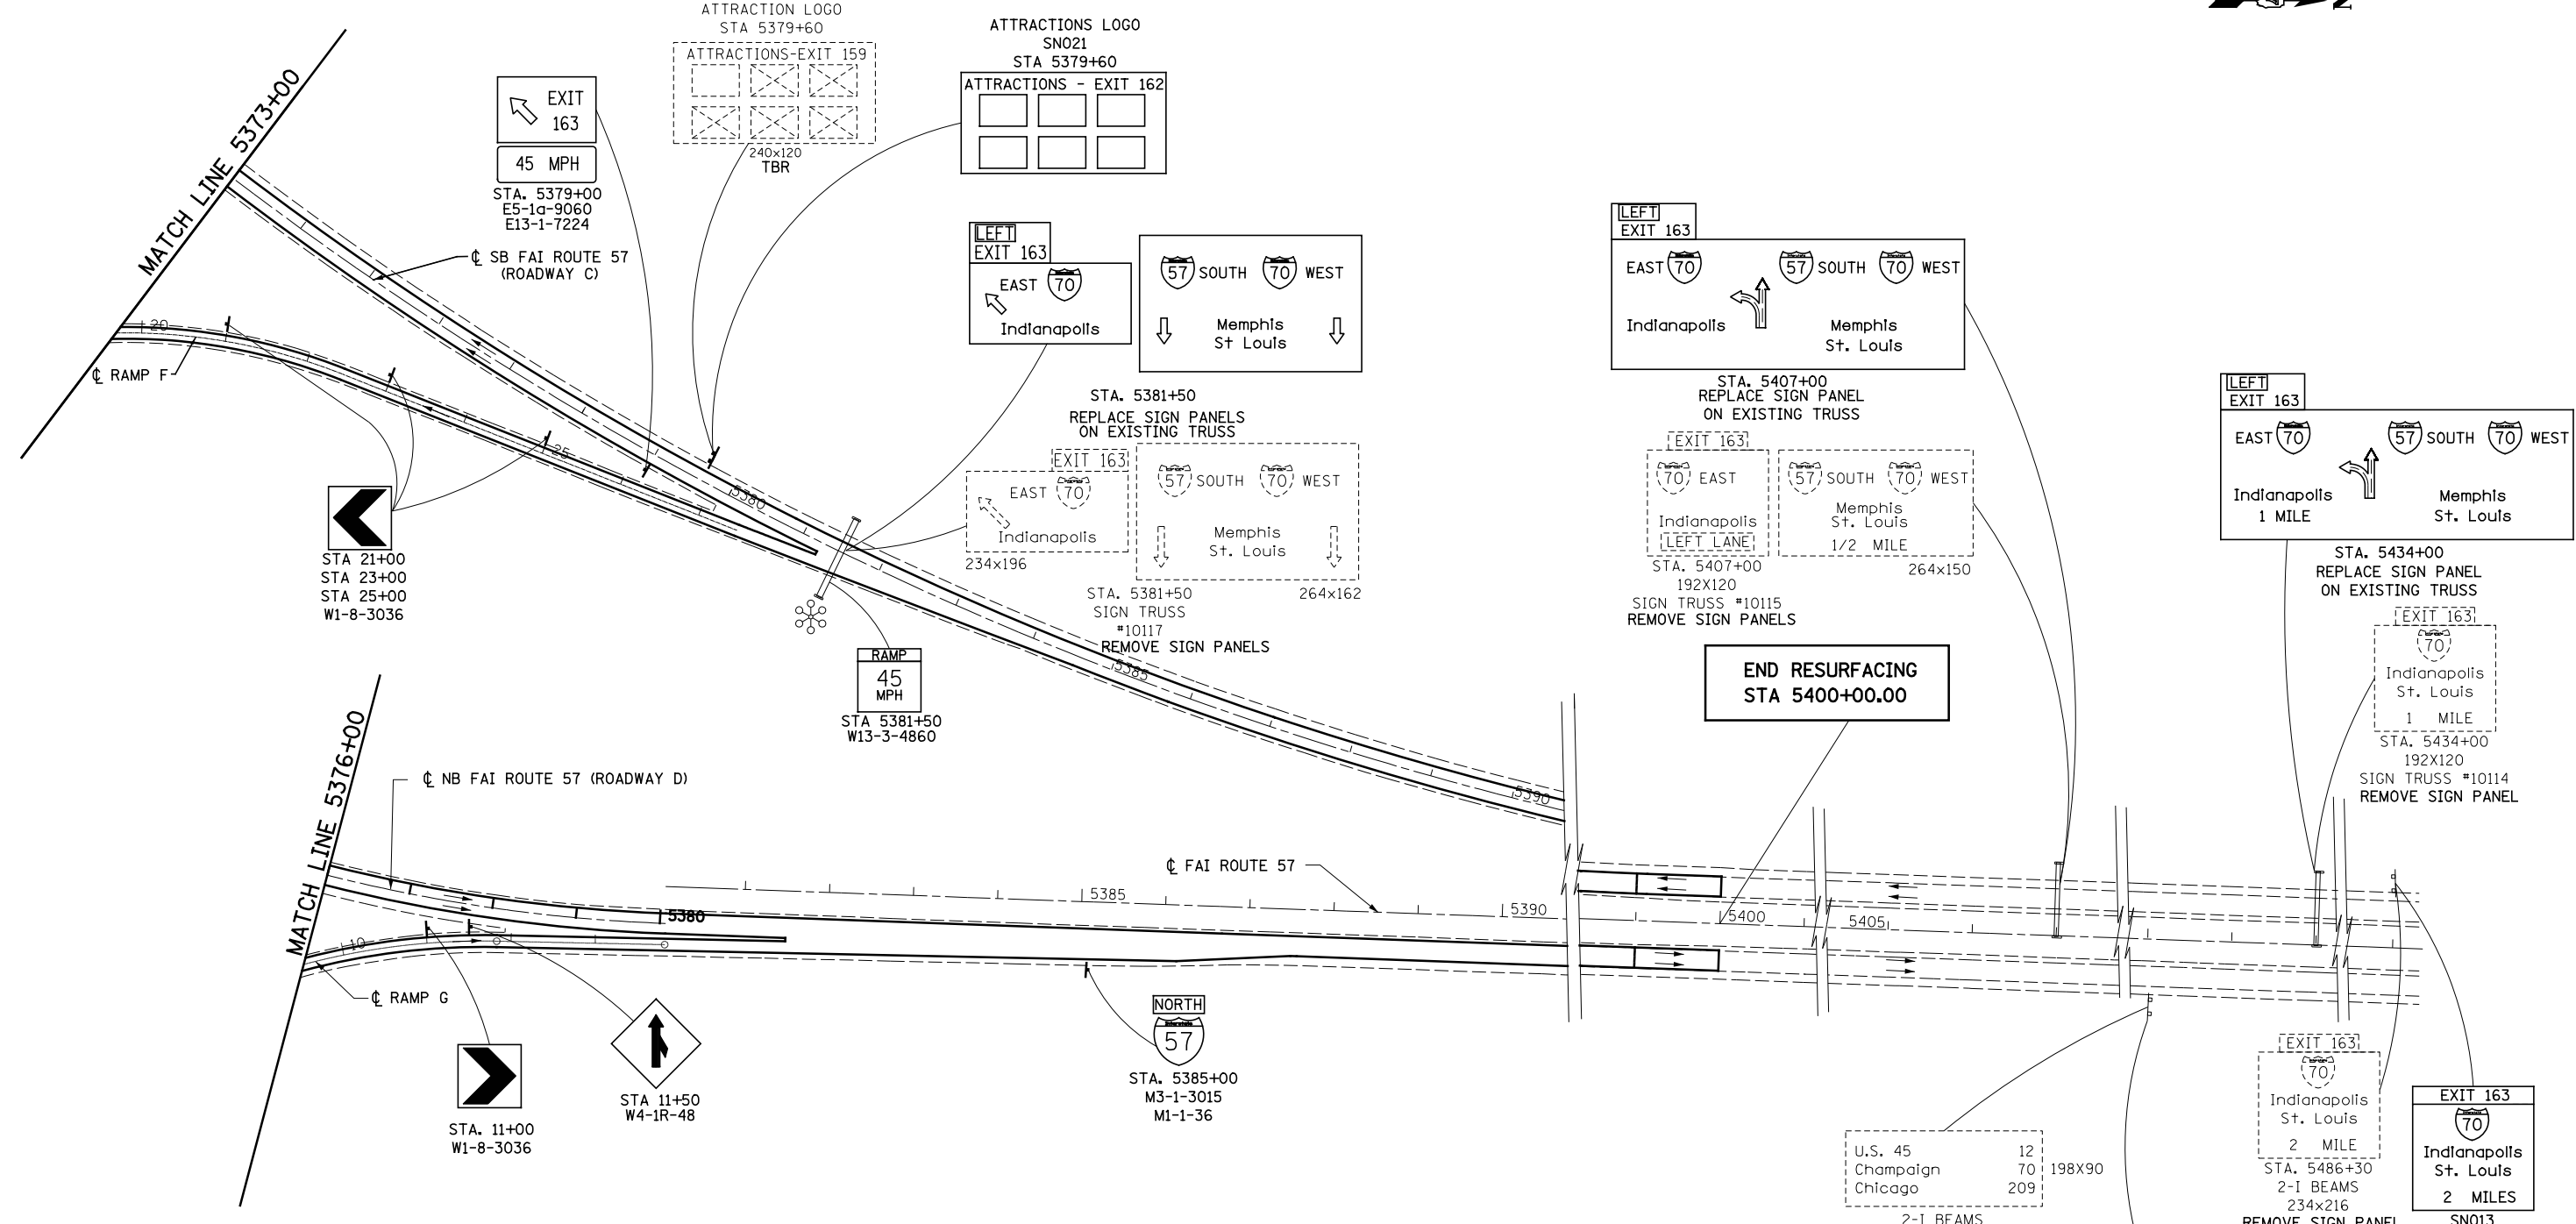 N
ATTRACTION LOGO
STA 5379+60
ATTRACTIONS-EXIT 159
240x120
TBR
ATTRACTIONS LOGO
SN021
STA 5379+60
ATTRACTIONS - EXIT 162
EXIT
163
45 MPH
STA. 5379+00
E5-1a-9060
E13-1-7224
MATCH LINE 5373+00
℄ SB FAI ROUTE 57
(ROADWAY C)
20
℄ RAMP F
25
5380
5385
5390
STA 21+00
STA 23+00
STA 25+00
W1-8-3036
LEFT
EXIT 163
EAST 70
Indianapolis
57 SOUTH 70 WEST
Memphis
St Louis
STA. 5381+50
REPLACE SIGN PANELS
ON EXISTING TRUSS
EXIT 163
EAST 70
Indianapolis
234x196
57 SOUTH 70 WEST
Memphis
St. Louis
264x162
STA. 5381+50
SIGN TRUSS
#10117
REMOVE SIGN PANELS
RAMP
45
MPH
STA 5381+50
W13-3-4860
LEFT
EXIT 163
EAST 70 57 SOUTH 70 WEST
Indianapolis Memphis
St. Louis
STA. 5407+00
REPLACE SIGN PANEL
ON EXISTING TRUSS
EXIT 163
70 EAST
Indianapolis
LEFT LANE
57 SOUTH 70 WEST
Memphis
St. Louis
1/2 MILE
264x150
STA. 5407+00
192X120
SIGN TRUSS #10115
REMOVE SIGN PANELS
END RESURFACING
STA 5400+00.00
LEFT
EXIT 163
EAST 70 57 SOUTH 70 WEST
Indianapolis Memphis
1 MILE St. Louis
STA. 5434+00
REPLACE SIGN PANEL
ON EXISTING TRUSS
EXIT 163
70
Indianapolis
St. Louis
1 MILE
STA. 5434+00
192X120
SIGN TRUSS #10114
REMOVE SIGN PANEL
MATCH LINE 5376+00
℄ NB FAI ROUTE 57 (ROADWAY D)
℄ FAI ROUTE 57
5380
5385
5390
5400
5405
10
℄ RAMP G
STA. 11+00
W1-8-3036
STA 11+50
W4-1R-48
NORTH
Interstate
57
STA. 5385+00
M3-1-3015
M1-1-36
U.S. 45 12
Champaign 70
Chicago 209
198X90
2-I BEAMS
EXIT 163
70
Indianapolis
St. Louis
2 MILE
STA. 5486+30
2-I BEAMS
234x216
REMOVE SIGN PANEL
EXIT 163
70
Indianapolis
St. Louis
2 MILES
SN013